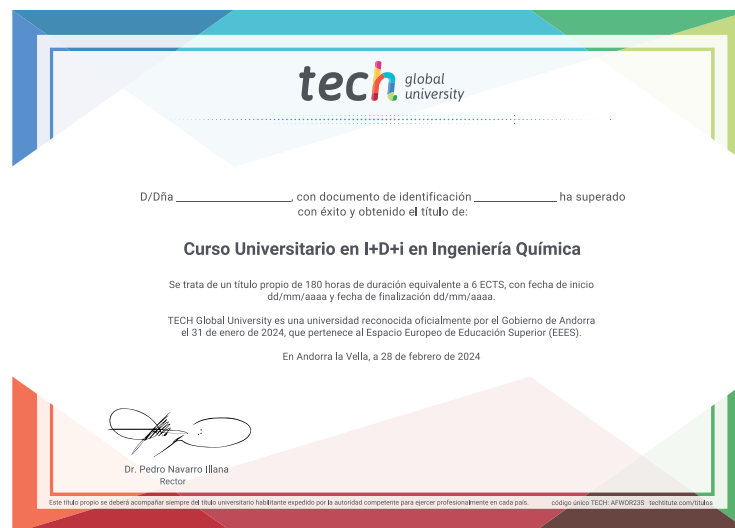 tech global university
D/Dña ____________, con documento de identificación ____________ ha superado
con éxito y obtenido el título de:
Curso Universitario en I+D+i en Ingeniería Química
Se trata de un título propio de 180 horas de duración equivalente a 6 ECTS, con fecha de inicio
dd/mm/aaaa y fecha de finalización dd/mm/aaaa.
TECH Global University es una universidad reconocida oficialmente por el Gobierno de Andorra
el 31 de enero de 2024, que pertenece al Espacio Europeo de Educación Superior (EEES).
En Andorra la Vella, a 28 de febrero de 2024
Dr. Pedro Navarro Illana
Rector
Este título propio se deberá acompañar siempre del título universitario habilitante expedido por la autoridad competente para ejercer profesionalmente en cada país. código único TECH: AFWOR23S techtitute.com/titulos